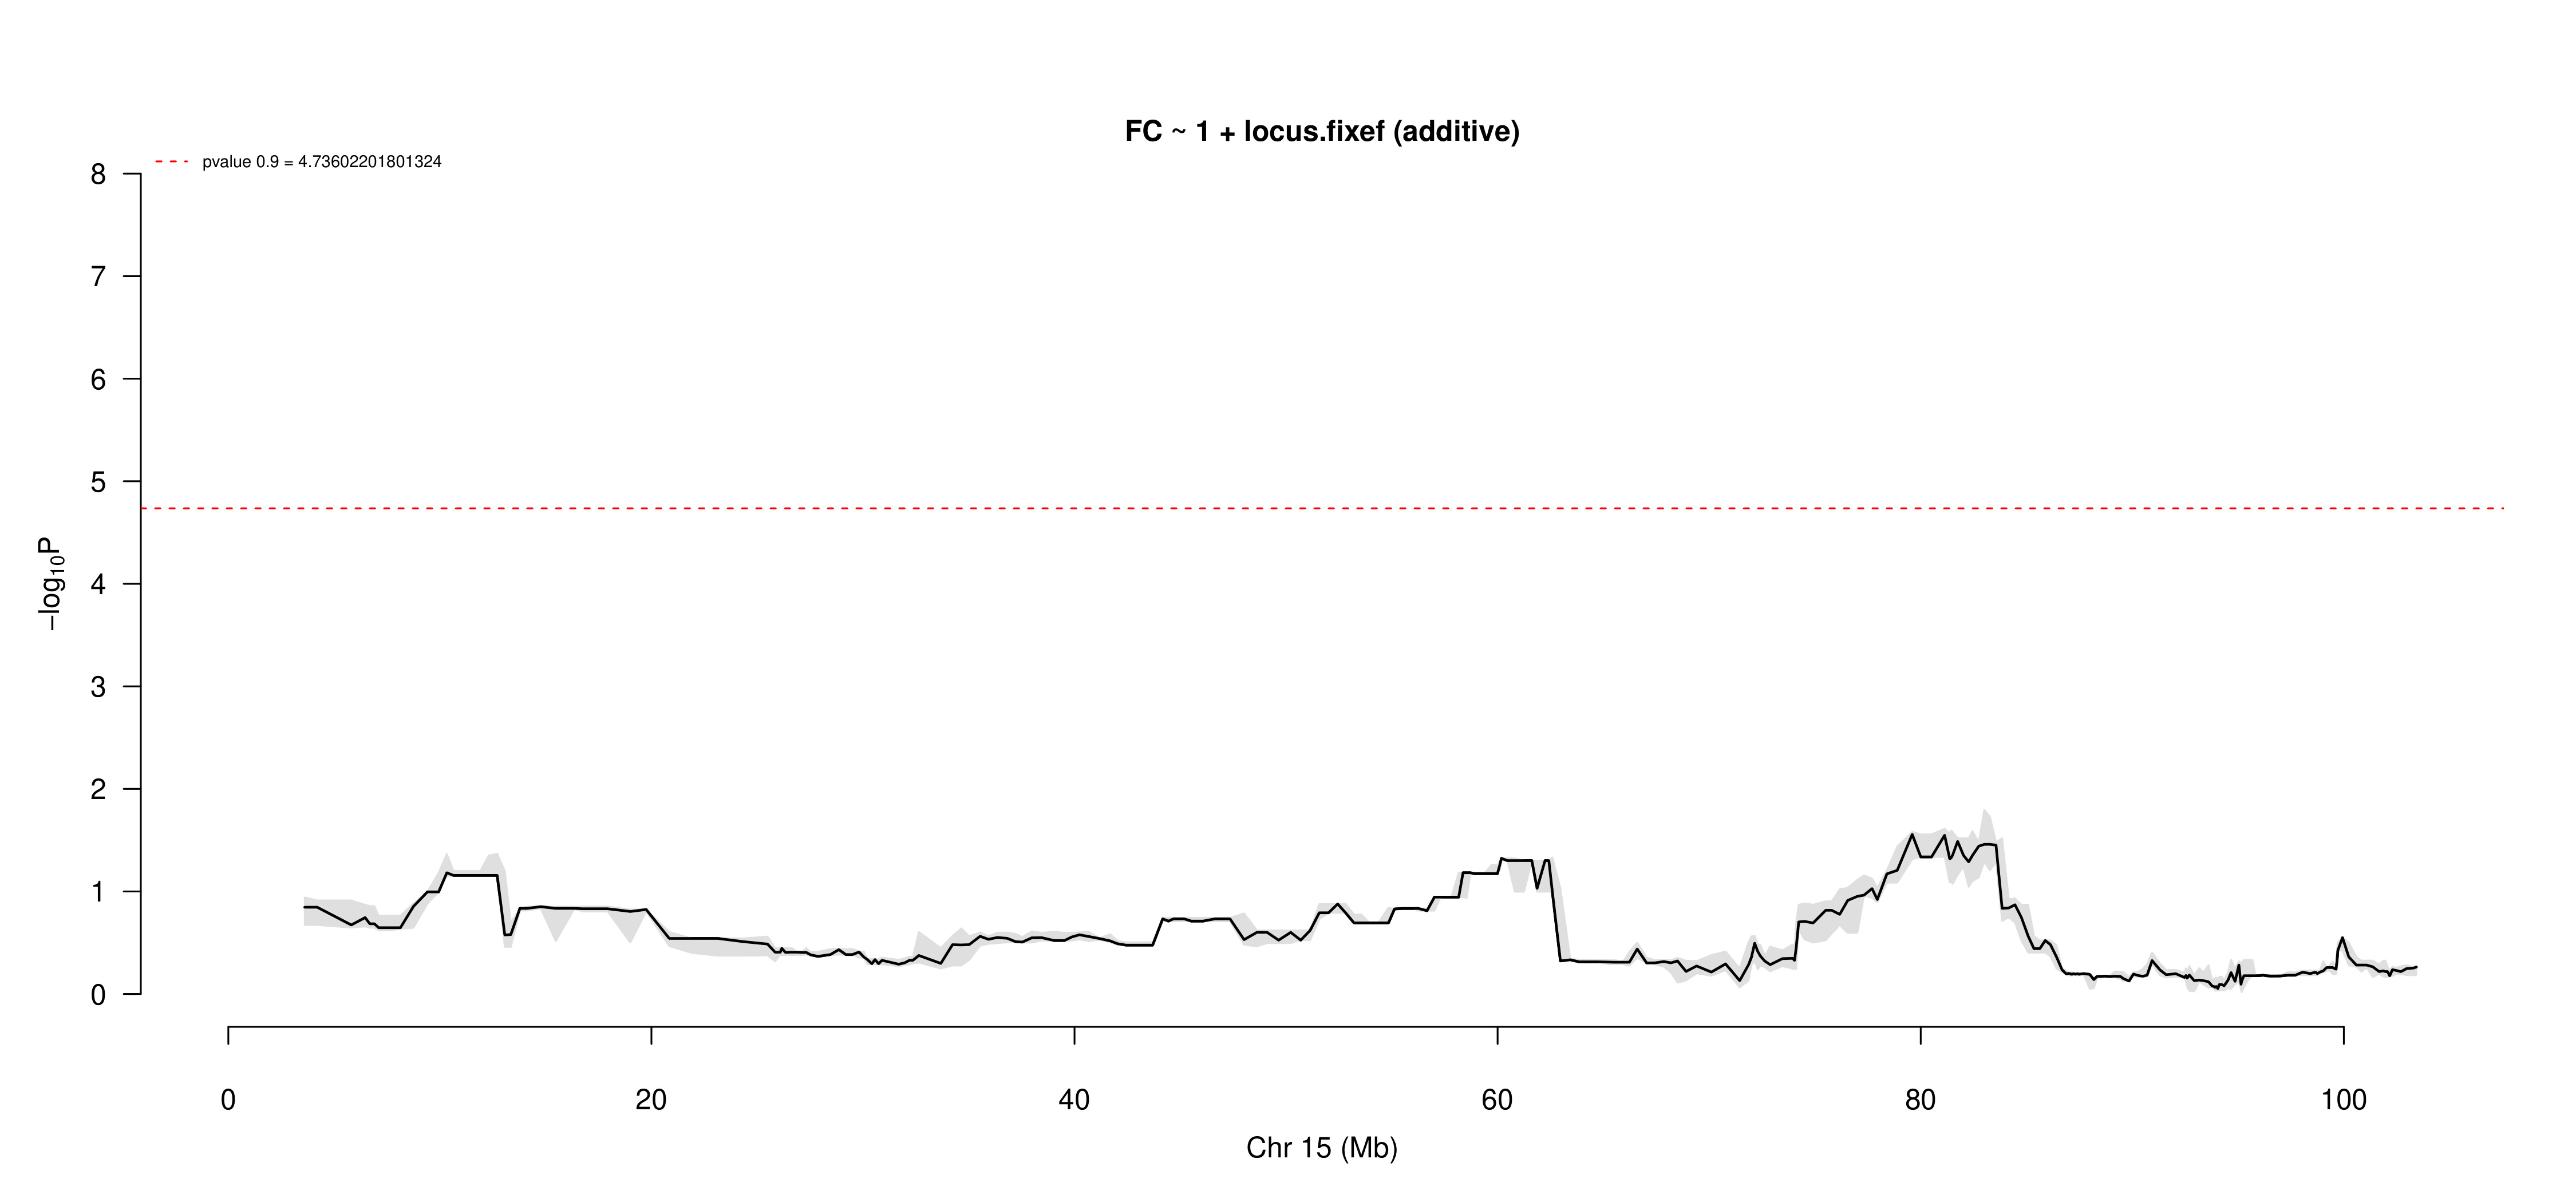 FC ~ 1 + locus.fixef (additive)
pvalue 0.9 = 4.73602201801324
8
7
6
5
4
3
2
1
0
−log10P
0 20 40 60 80 100
Chr 15 (Mb)